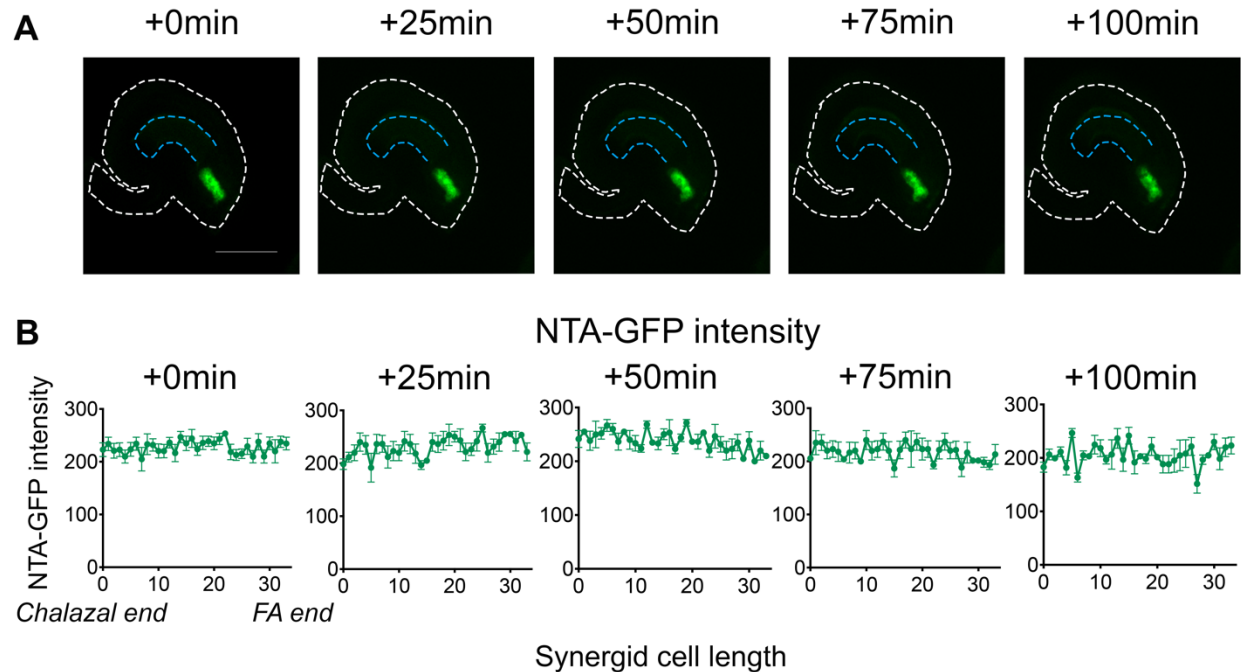 A
+0min +25min +50min +75min +100min
B
NTA-GFP intensity
+0min +25min +50min +75min +100min
NTA-GFP intensity
300 300 300 300 300
200 200 200 200 200
100 100 100 100 100
0 0 0 0 0
0 10 20 30 0 10 20 30 0 10 20 30 0 10 20 30 0 10 20 30
Chalazal end FA end
Synergid cell length